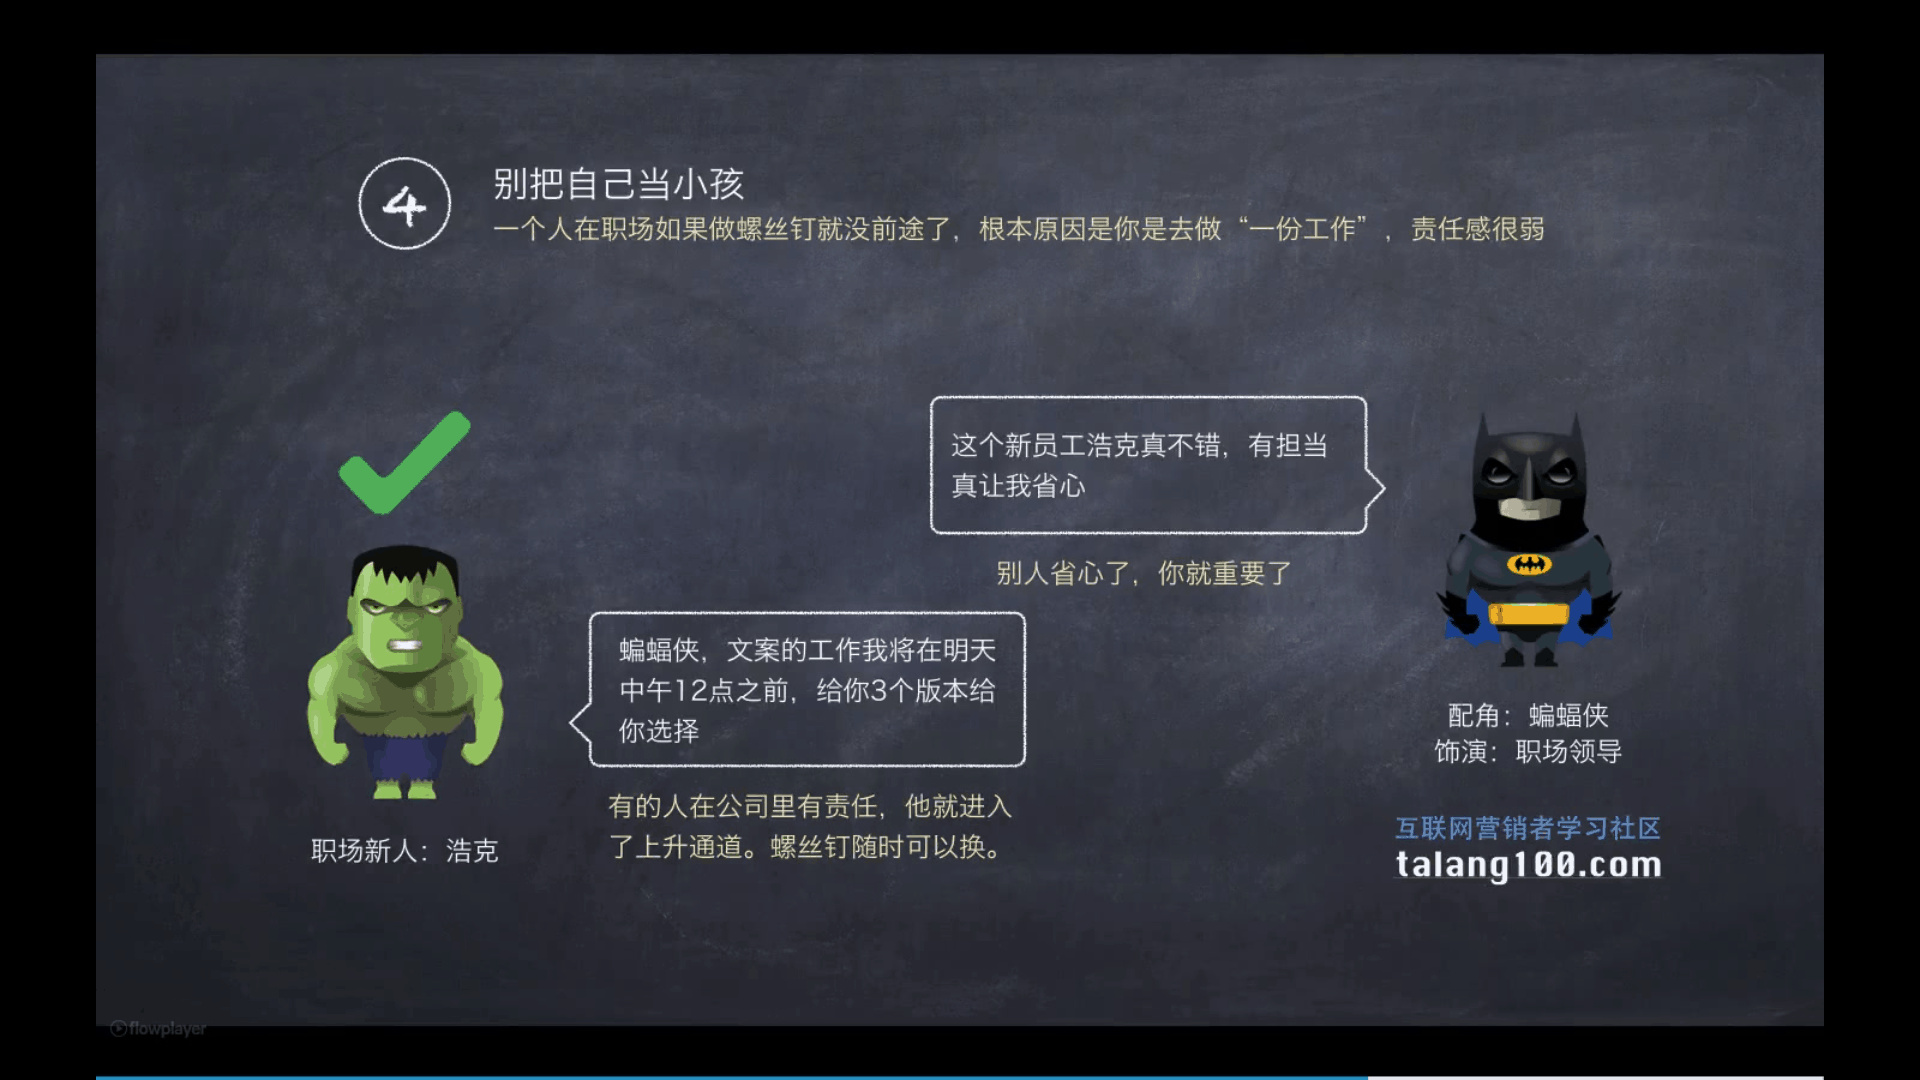 4
别把自己当小孩
一个人在职场如果做螺丝钉就没前途了，根本原因是你是去做“一份工作”，责任感很弱
这个新员工浩克真不错，有担当
真让我省心
别人省心了，你就重要了
蝙蝠侠，文案的工作我将在明天
中午12点之前，给你3个版本给
你选择
有的人在公司里有责任，他就进入
了上升通道。螺丝钉随时可以换。
职场新人：浩克
配角：蝙蝠侠
饰演：职场领导
互联网营销者学习社区
talang100.com
flowplayer